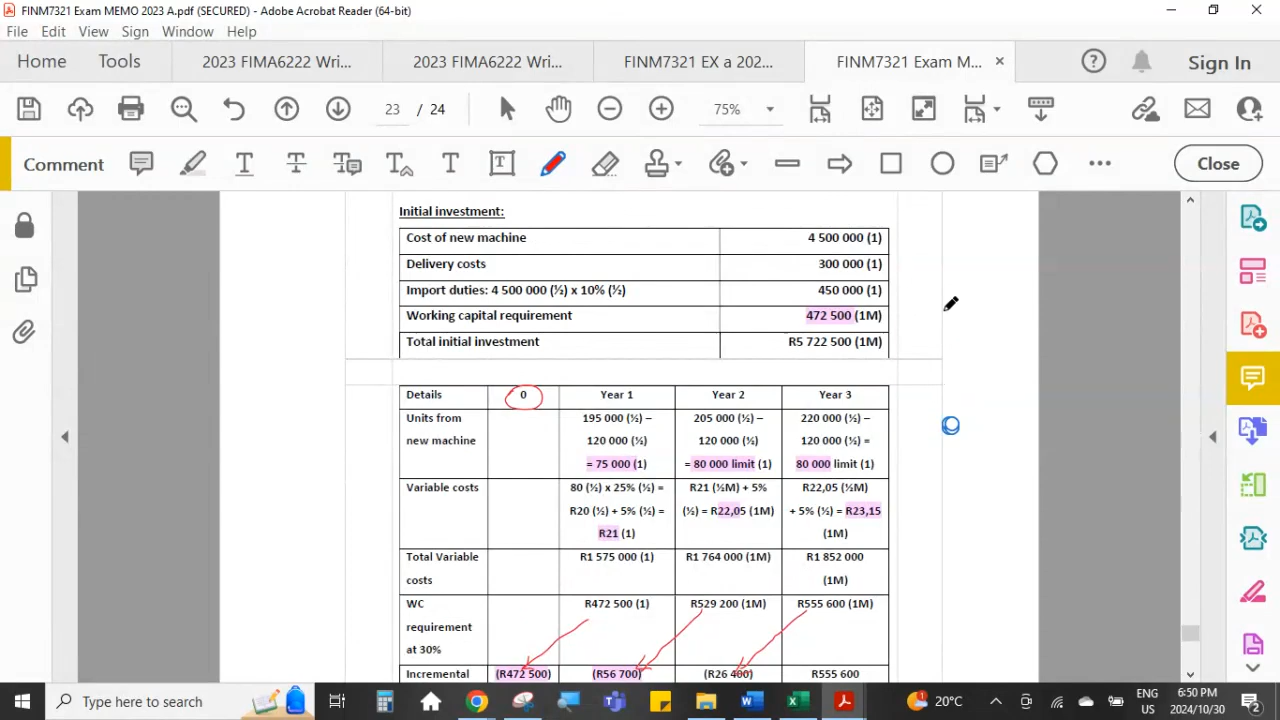 FINM7321 Exam MEMO 2023 A.pdf (SECURED) - Adobe Acrobat Reader (64-bit)
File Edit View Sign Window Help
Home Tools 2023 FIMA6222 Wri... 2023 FIMA6222 Wri... FINM7321 EX a 202... FINM7321 Exam M... × ? Sign In
23 / 24 75%
Comment Close
Initial investment:
Cost of new machine 4 500 000 (1)
Delivery costs 300 000 (1)
Import duties: 4 500 000 (½) x 10% (½) 450 000 (1)
Working capital requirement 472 500 (1M)
Total initial investment R5 722 500 (1M)
Details 0 Year 1 Year 2 Year 3
Units from 195 000 (½) – 205 000 (½) – 220 000 (½) –
new machine 120 000 (½) 120 000 (½) 120 000 (½) =
= 75 000 (1) = 80 000 limit (1) 80 000 limit (1)
Variable costs 80 (½) x 25% (½) = R21 (½M) + 5% R22,05 (½M)
R20 (½) + 5% (½) = (½) = R22,05 (1M) + 5% (½) = R23,15
R21 (1) (1M)
Total Variable R1 575 000 (1) R1 764 000 (1M) R1 852 000
costs (1M)
WC R472 500 (1) R529 200 (1M) R555 600 (1M)
requirement
at 30%
Incremental (R472 500) (R56 700) (R26 400) R555 600
Type here to search 20°C ENG 6:50 PM
US 2024/10/30 2